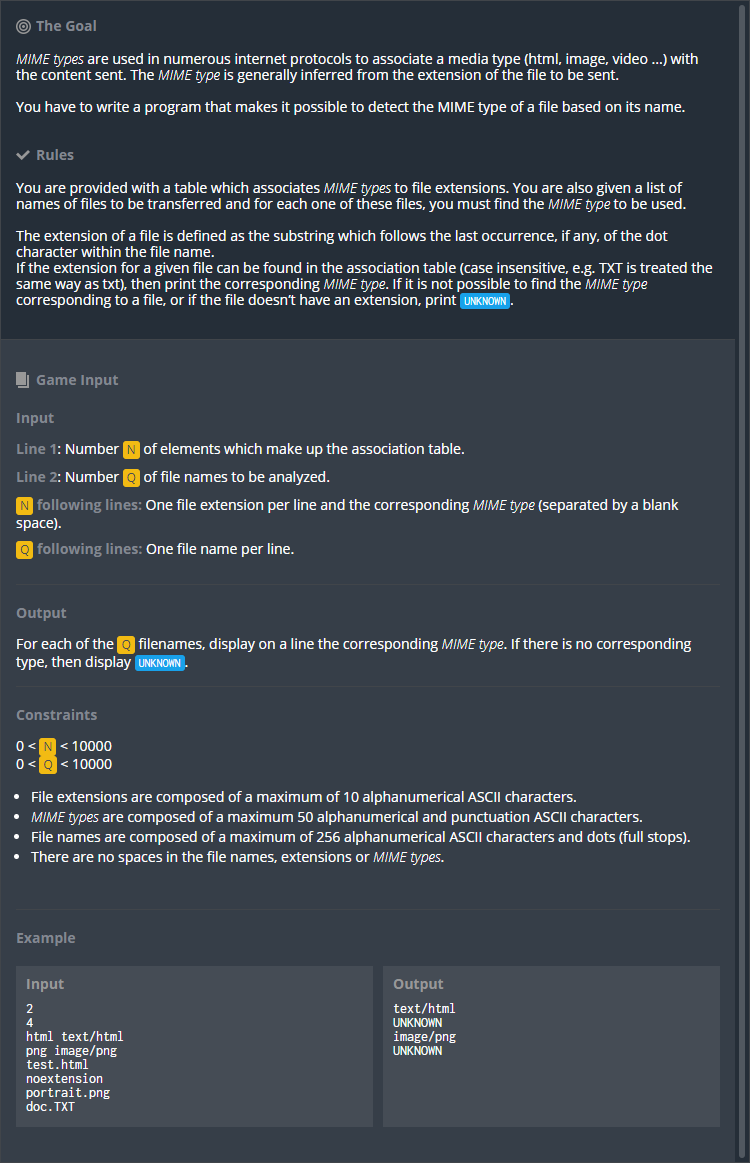 The Goal
MIME types are used in numerous internet protocols to associate a media type (html, image, video ...) with
the content sent. The MIME type is generally inferred from the extension of the file to be sent.
You have to write a program that makes it possible to detect the MIME type of a file based on its name.
Rules
You are provided with a table which associates MIME types to file extensions. You are also given a list of
names of files to be transferred and for each one of these files, you must find the MIME type to be used.
The extension of a file is defined as the substring which follows the last occurrence, if any, of the dot
character within the file name.
If the extension for a given file can be found in the association table (case insensitive, e.g. TXT is treated the
same way as txt), then print the corresponding MIME type. If it is not possible to find the MIME type
corresponding to a file, or if the file doesn't have an extension, print UNKNOWN.
Game Input
Input
Line 1: Number N of elements which make up the association table.
Line 2: Number Q of file names to be analyzed.
N following lines: One file extension per line and the corresponding MIME type (separated by a blank
space).
Q following lines: One file name per line.
Output
For each of the Q filenames, display on a line the corresponding MIME type. If there is no corresponding
type, then display UNKNOWN.
Constraints
0 < N < 10000
0 < Q < 10000
• File extensions are composed of a maximum of 10 alphanumerical ASCII characters.
• MIME types are composed of a maximum 50 alphanumerical and punctuation ASCII characters.
• File names are composed of a maximum of 256 alphanumerical ASCII characters and dots (full stops).
• There are no spaces in the file names, extensions or MIME types.
Example
Input
2
4
html text/html
png image/png
test.html
noextension
portrait.png
doc.TXT
Output
text/html
UNKNOWN
image/png
UNKNOWN